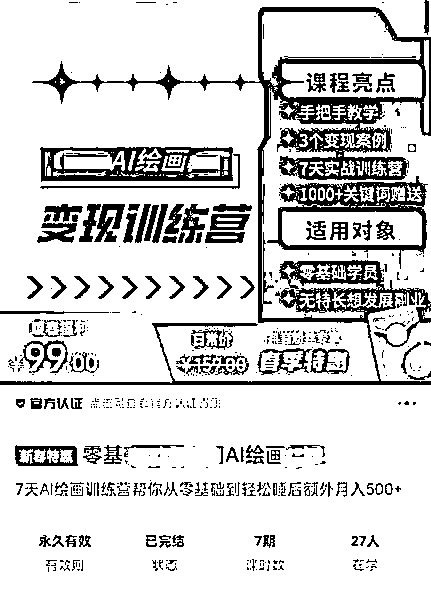 课程亮点
手把手教学
3个变现案例
7天实战训练营
1000+关键词赠送
AI绘画
变现训练营
适用对象
零基础学员
无特长想发展副业
¥99.00
日常价
春季特惠
官方认证
新春特惠 零基 AI绘画
7天AI绘画训练营帮你从零基础到轻松睡后额外月入500+
永久有效 已完结 7期 27人
有效期 状态 课时数 在学